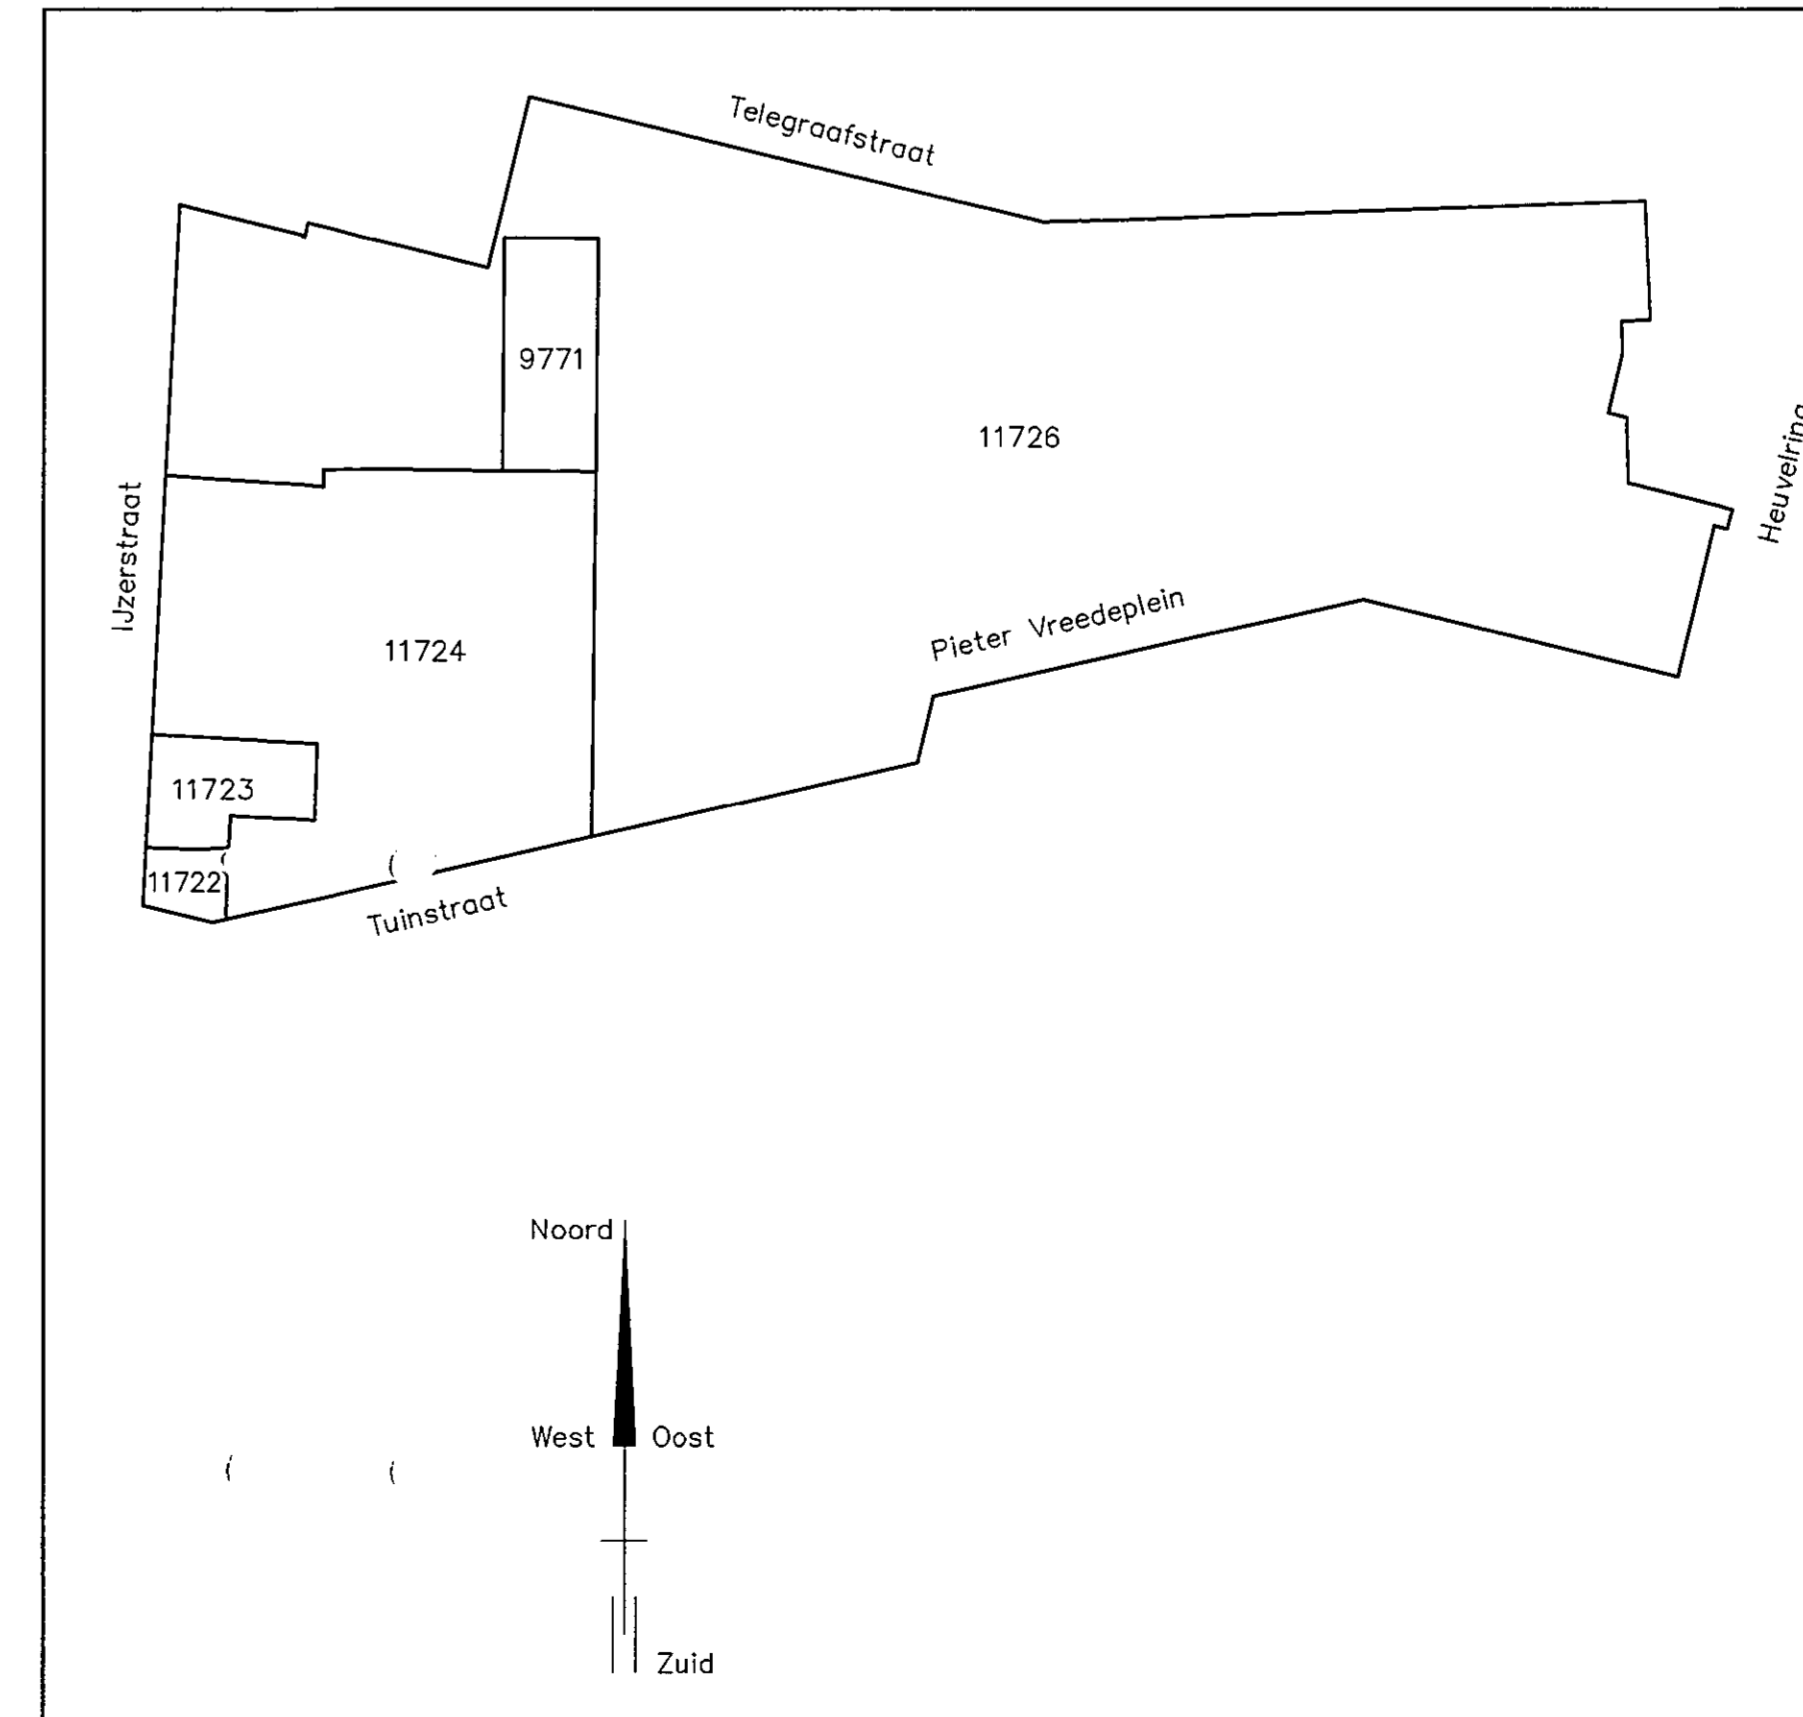 Telegraafstraat
9771
11726
Heuvelring
IJzerstraat
Pieter Vreedeplein
11724
11723
11722
Tuinstraat
Noord
West Oost
Zuid